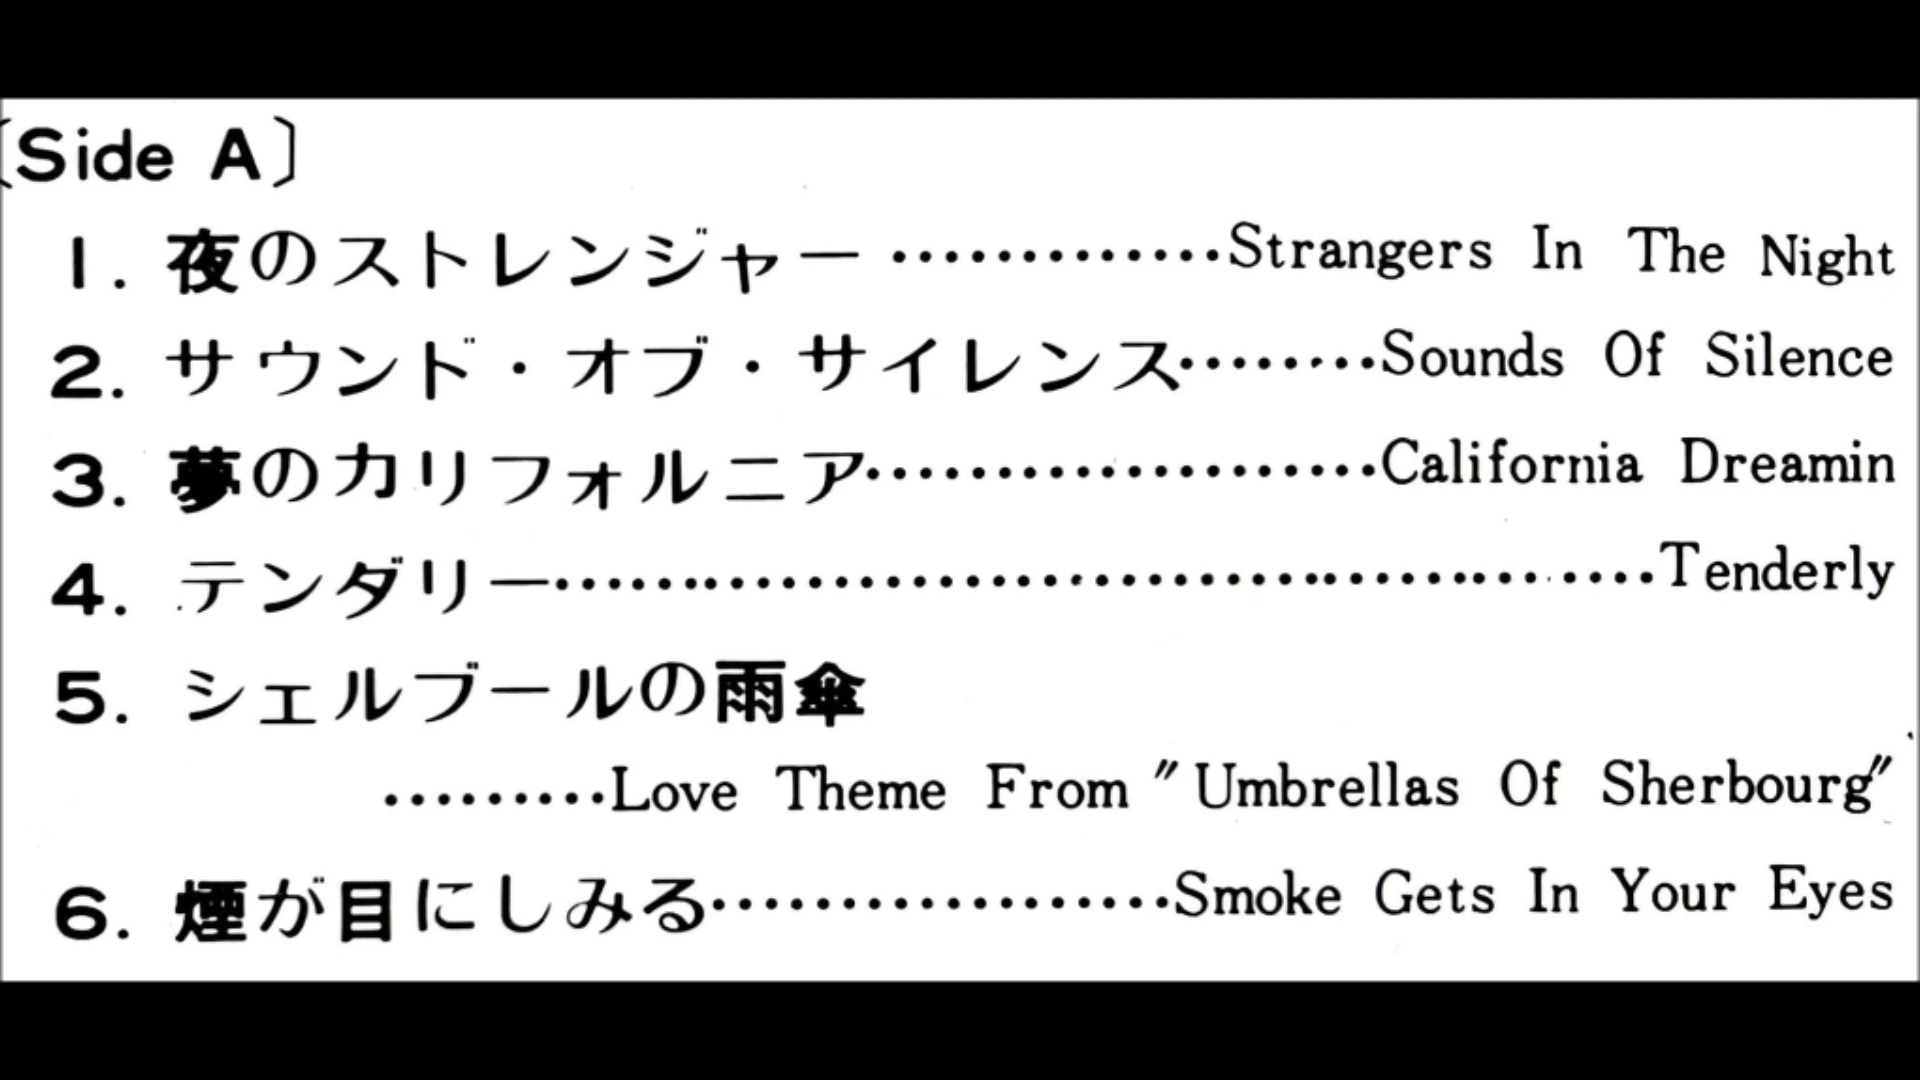 〔Side A〕
1. 夜のストレンジャー ·············Strangers In The Night
2. サウンド・オブ・サイレンス········Sounds Of Silence
3. 夢のカリフォルニア····················California Dreamin
4. テンダリー··········································Tenderly
5. シェルブールの雨傘
·········Love Theme From "Umbrellas Of Sherbourg"
6. 煙が目にしみる··················Smoke Gets In Your Eyes